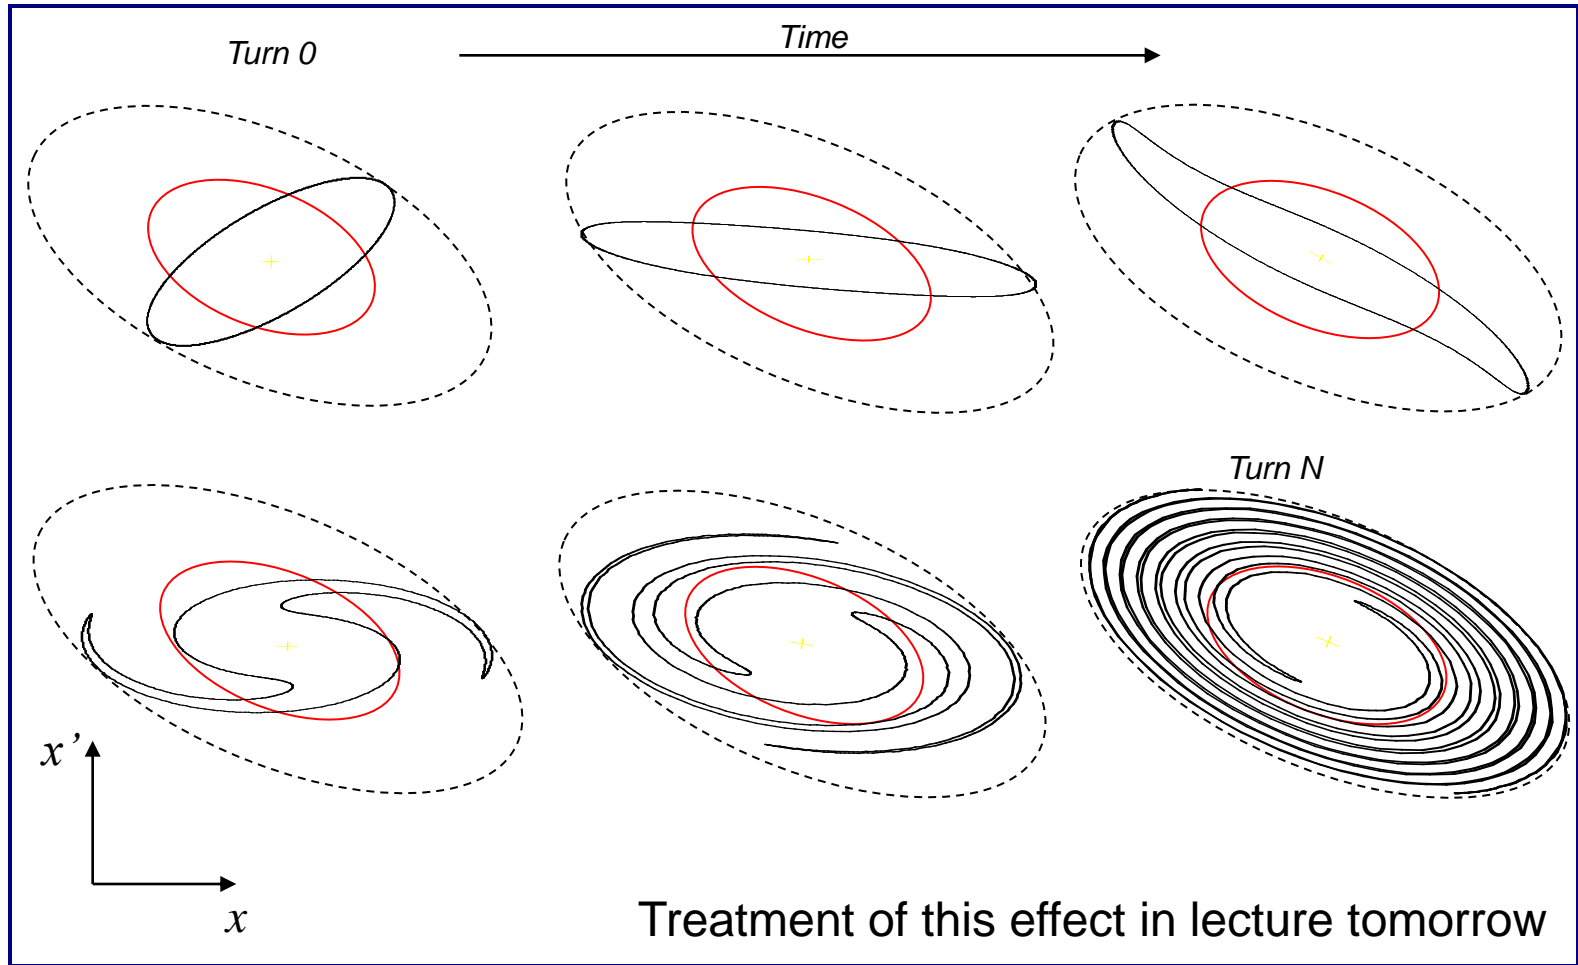 Turn 0
Time
Turn N
x’
x
Treatment of this effect in lecture tomorrow